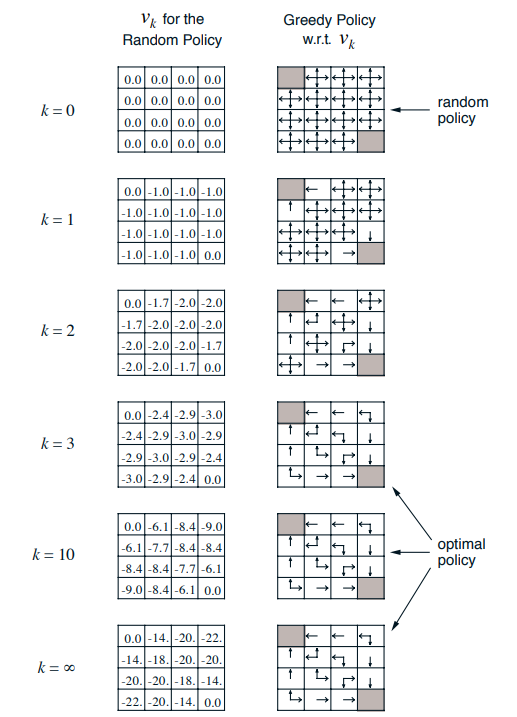 vk for the
Random Policy
Greedy Policy
w.r.t. vk
k = 0
0.0 0.0 0.0 0.0
0.0 0.0 0.0 0.0
0.0 0.0 0.0 0.0
0.0 0.0 0.0 0.0
random
policy
k = 1
0.0 -1.0 -1.0 -1.0
-1.0 -1.0 -1.0 -1.0
-1.0 -1.0 -1.0 -1.0
-1.0 -1.0 -1.0 0.0
k = 2
0.0 -1.7 -2.0 -2.0
-1.7 -2.0 -2.0 -2.0
-2.0 -2.0 -2.0 -1.7
-2.0 -2.0 -1.7 0.0
k = 3
0.0 -2.4 -2.9 -3.0
-2.4 -2.9 -3.0 -2.9
-2.9 -3.0 -2.9 -2.4
-3.0 -2.9 -2.4 0.0
k = 10
0.0 -6.1 -8.4 -9.0
-6.1 -7.7 -8.4 -8.4
-8.4 -8.4 -7.7 -6.1
-9.0 -8.4 -6.1 0.0
optimal
policy
k = ∞
0.0 -14. -20. -22.
-14. -18. -20. -20.
-20. -20. -18. -14.
-22. -20. -14. 0.0